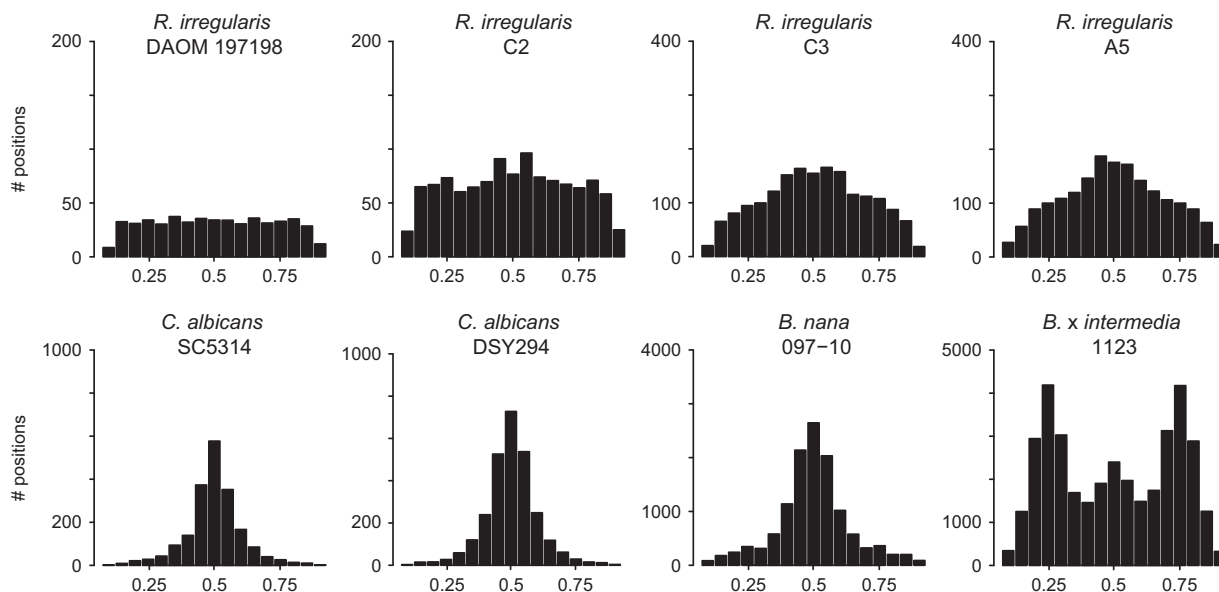 R. irregularis
DAOM 197198
R. irregularis
C2
R. irregularis
C3
R. irregularis
A5
# positions
200
50
0
0.25 0.5 0.75
200
50
0
0.25 0.5 0.75
400
100
0
0.25 0.5 0.75
400
100
0
0.25 0.5 0.75
C. albicans
SC5314
C. albicans
DSY294
B. nana
097−10
B. x intermedia
1123
# positions
1000
200
0
0.25 0.5 0.75
1000
200
0
0.25 0.5 0.75
4000
1000
0
0.25 0.5 0.75
5000
1000
0
0.25 0.5 0.75